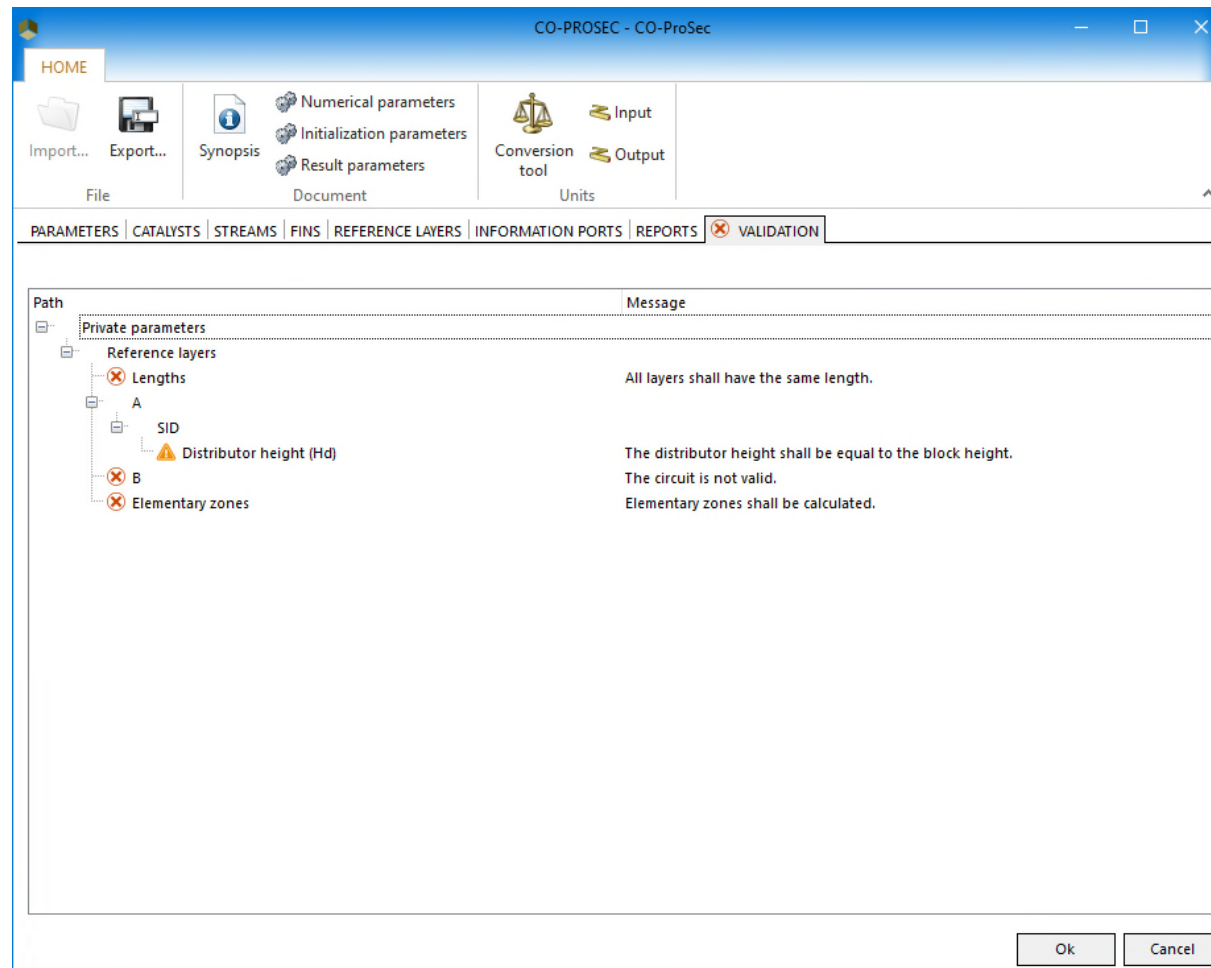 CO-PROSEC - CO-ProSec
HOME
Import...
Export...
Synopsis
Numerical parameters
Initialization parameters
Result parameters
Conversion
tool
Input
Output
File
Document
Units
PARAMETERS CATALYSTS STREAMS FINS REFERENCE LAYERS INFORMATION PORTS REPORTS VALIDATION
Path Message
Private parameters
Reference layers
Lengths All layers shall have the same length.
A
SID
Distributor height (Hd) The distributor height shall be equal to the block height.
B The circuit is not valid.
Elementary zones Elementary zones shall be calculated.
Ok Cancel